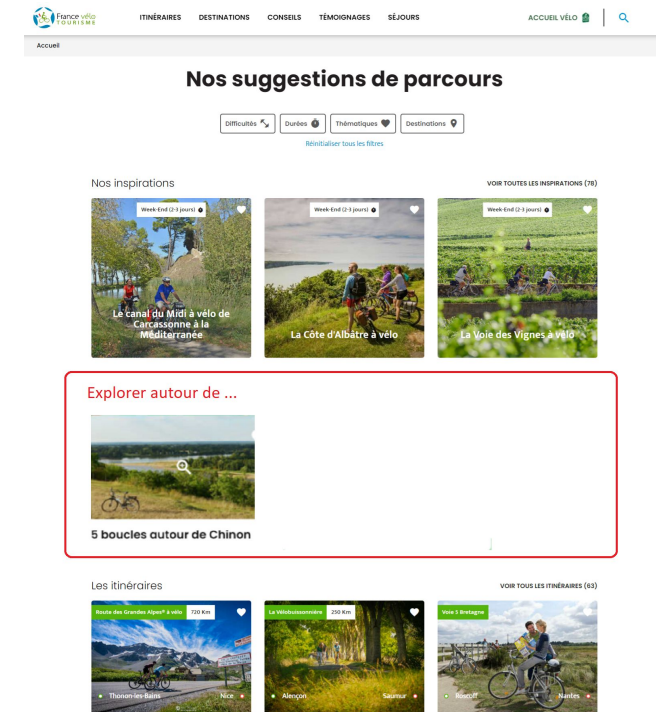 France vélo
TOURISME
ITINÉRAIRES DESTINATIONS CONSEILS TÉMOIGNAGES SÉJOURS ACCUEIL VÉLO
Accueil
Nos suggestions de parcours
Difficultés Durées Thématiques Destinations
Réinitialiser tous les filtres
Nos inspirations VOIR TOUTES LES INSPIRATIONS (78)
Week-End (2-3 jours) Week-End (2-3 jours) Week-End (2-3 jours)
Le canal du Midi à vélo de
Carcassonne à la
Méditerranée
La Côte d'Albâtre à vélo
La Voie des Vignes à vélo
Explorer autour de ...
5 boucles autour de Chinon
Les itinéraires VOIR TOUS LES ITINÉRAIRES (63)
Route des Grandes Alpes® à vélo 720 Km La Vélobuissonnière 250 Km Voie 5 Bretagne
Thonon-les-Bains Nice Alençon Saumur Roscoff Nantes